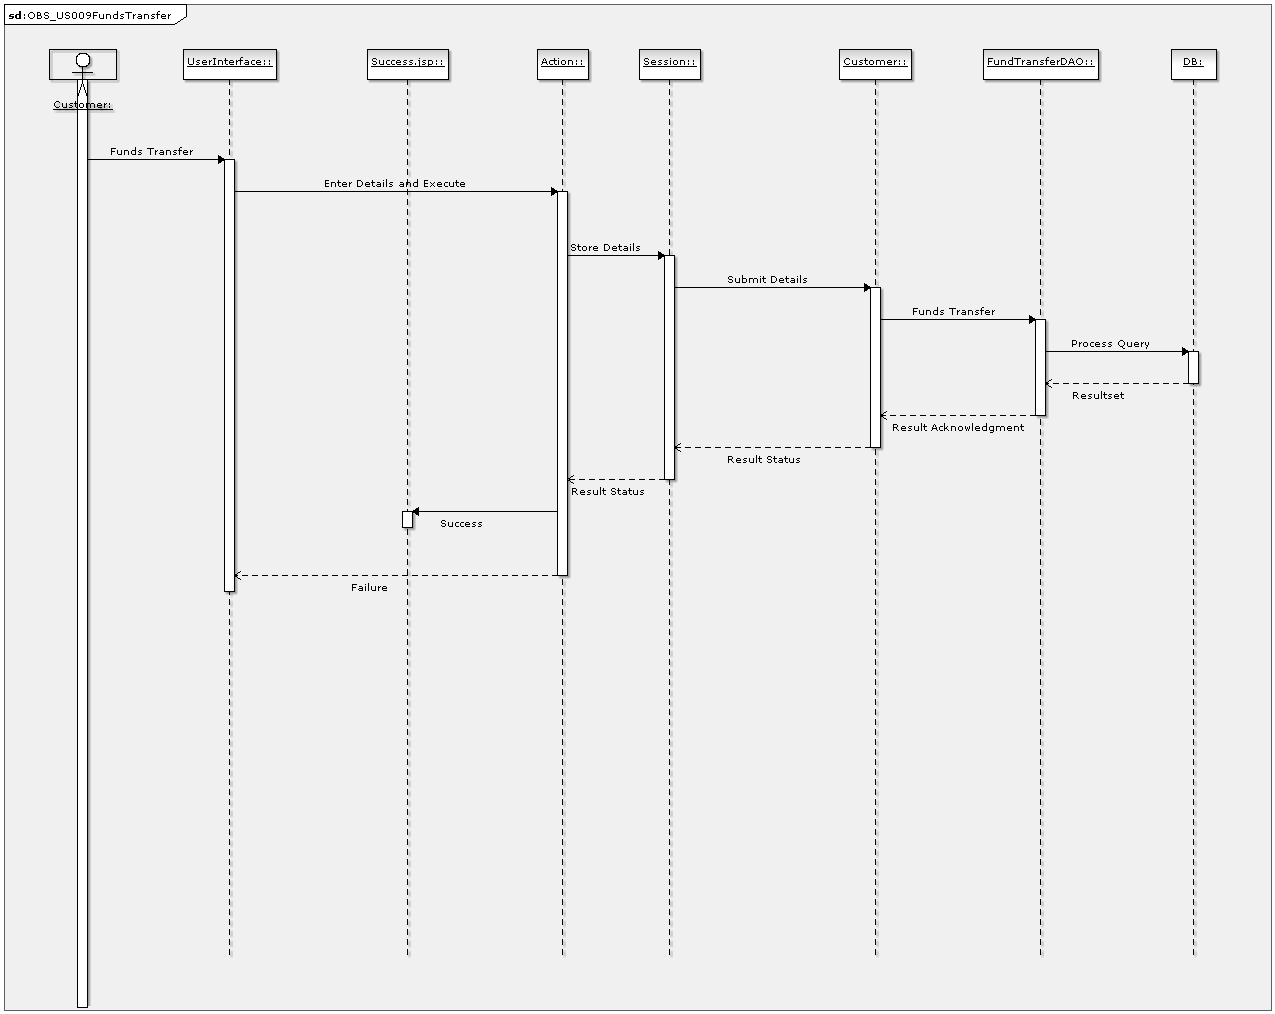 sd:OBS_US009FundsTransfer
UserInterface::
Success.jsp::
Action::
Session::
Customer::
FundTransferDAO::
DB:
Customer:
Funds Transfer
Enter Details and Execute
Store Details
Submit Details
Funds Transfer
Process Query
Resultset
Result Acknowledgment
Result Status
Result Status
Success
Failure